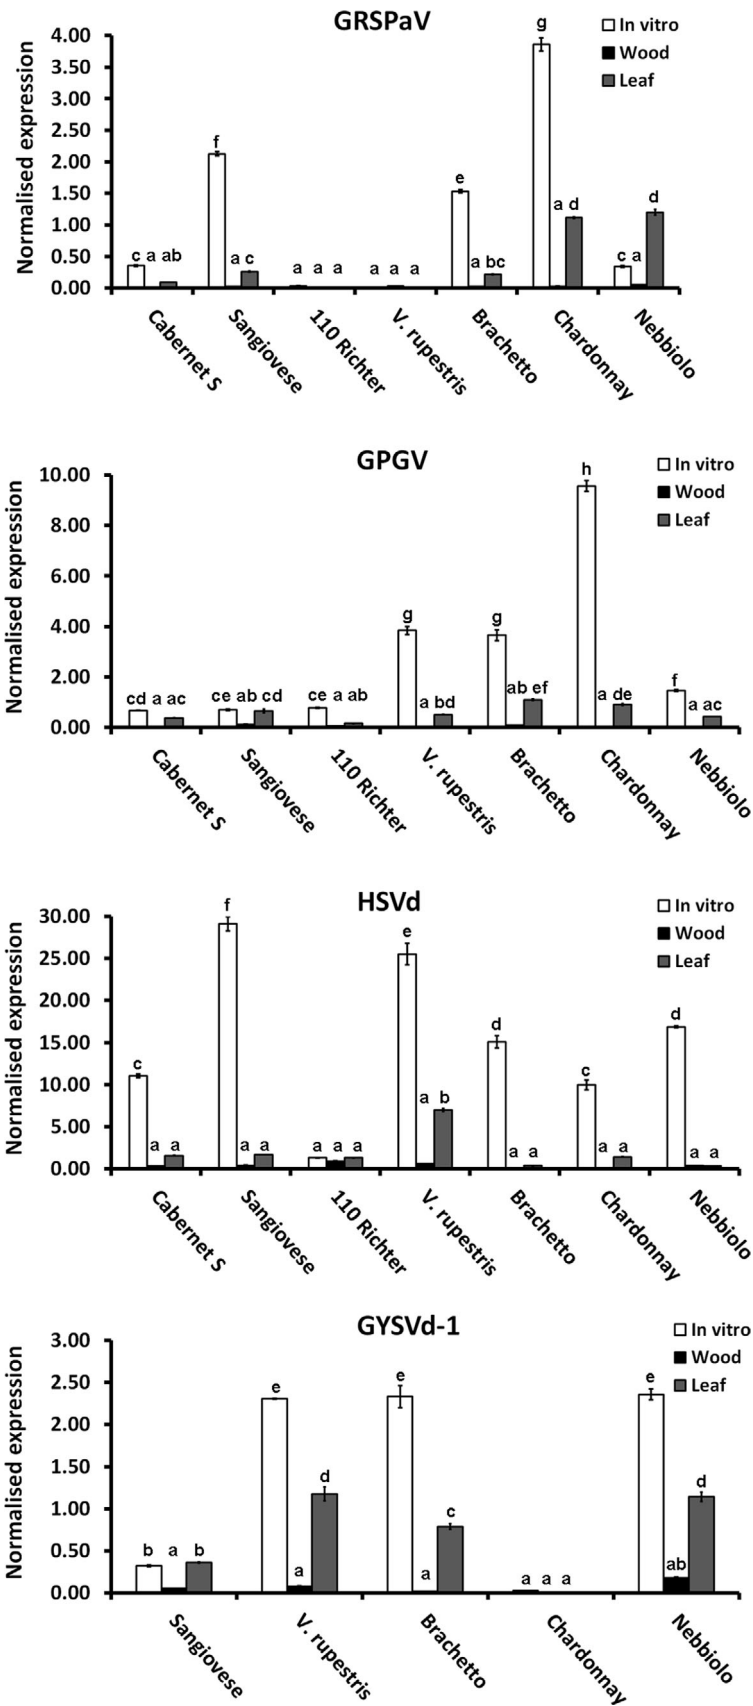 GRSPaV
In vitro
Wood
Leaf
Normalised expression
4.00
3.50
3.00
2.50
2.00
1.50
1.00
0.50
0.00
c a ab
f a c
a a a
a a a
e a bc
g a d
c a d
Cabernet S
Sangiovese
110 Richter
V. rupestris
Brachetto
Chardonnay
Nebbiolo
GPGV
In vitro
Wood
Leaf
Normalised expression
10.00
8.00
6.00
4.00
2.00
0.00
cd a ac
ce ab cd
ce a ab
g a bd
g ab ef
h a de
f a ac
Cabernet S
Sangiovese
110 Richter
V. rupestris
Brachetto
Chardonnay
Nebbiolo
HSVd
In vitro
Wood
Leaf
Normalised expression
30.00
25.00
20.00
15.00
10.00
5.00
0.00
c a a
f a a
a a a
e a b
d a a
c a a
d a a
Cabernet S
Sangiovese
110 Richter
V. rupestris
Brachetto
Chardonnay
Nebbiolo
GYSVd-1
In vitro
Wood
Leaf
Normalised expression
3.00
2.50
2.00
1.50
1.00
0.50
0.00
b a b
e a d
e a c
a a a
e ab d
Sangiovese
V. rupestris
Brachetto
Chardonnay
Nebbiolo